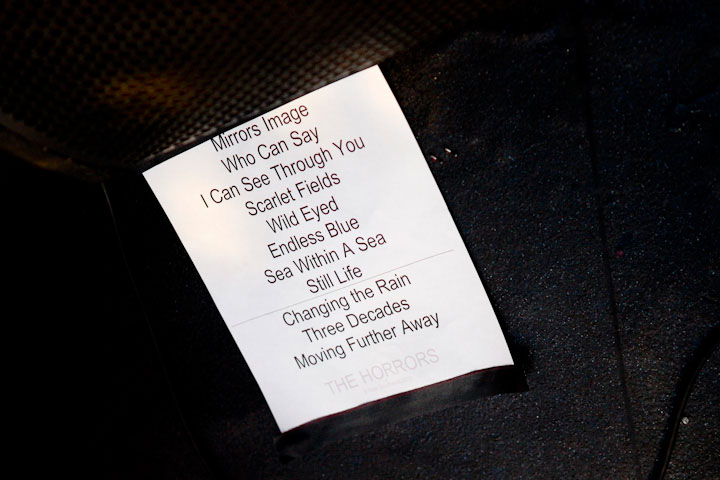 Mirrors Image
Who Can Say
I Can See Through You
Scarlet Fields
Wild Eyed
Endless Blue
Sea Within A Sea
Still Life
Changing the Rain
Three Decades
Moving Further Away
THE HORRORS